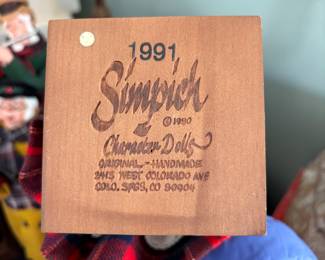 1991
Simpich
© 1990
Character Dolls
ORIGINAL - HANDMADE
2413 WEST COLORADO AVE
COLO. SPGS, CO 80904